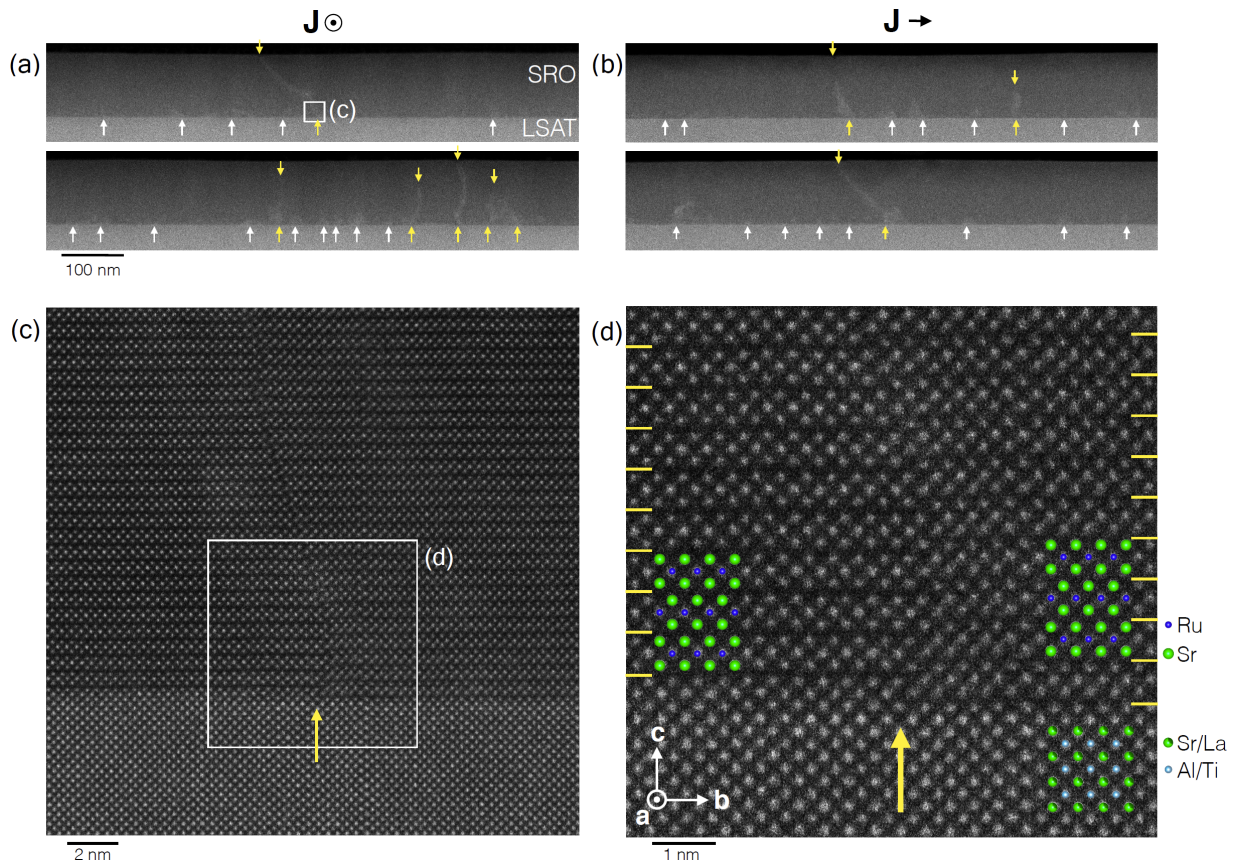 J ⊙
J →
(a)
SRO
(c)
LSAT
100 nm
(b)
(c)
(d)
2 nm
(d)
Ru
Sr
Sr/La
Al/Ti
c
b
a
1 nm